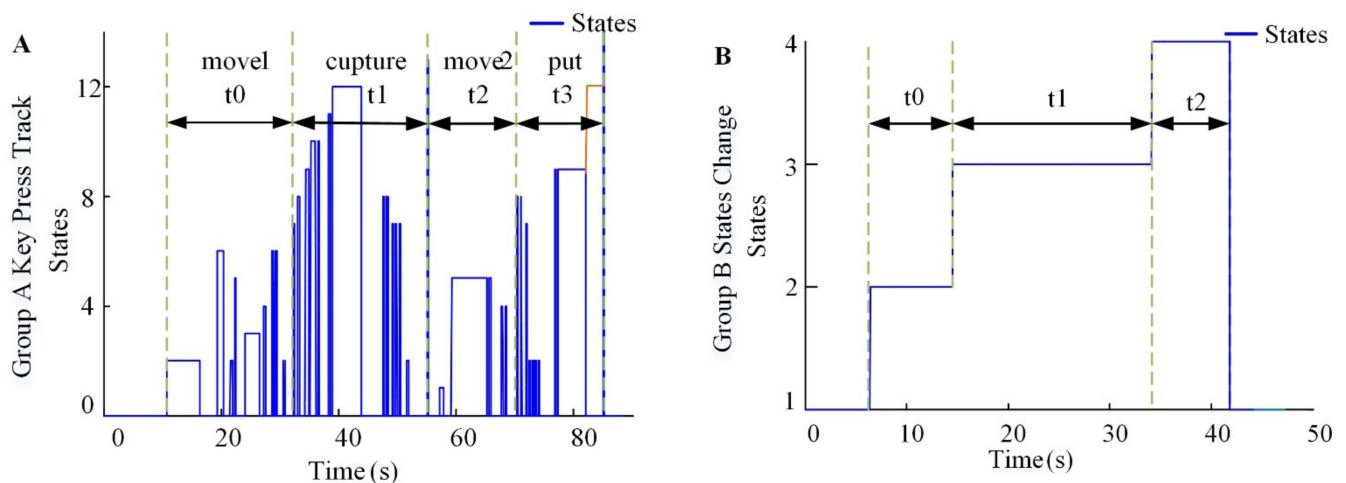 A
States
move1
cupture
move2
put
t0
t1
t2
t3
12
8
4
0
Group A Key Press Track
States
0
20
40
60
80
Time (s)
B
States
4
3
2
1
t0
t1
t2
Group B States Change
States
0
10
20
30
40
50
Time (s)